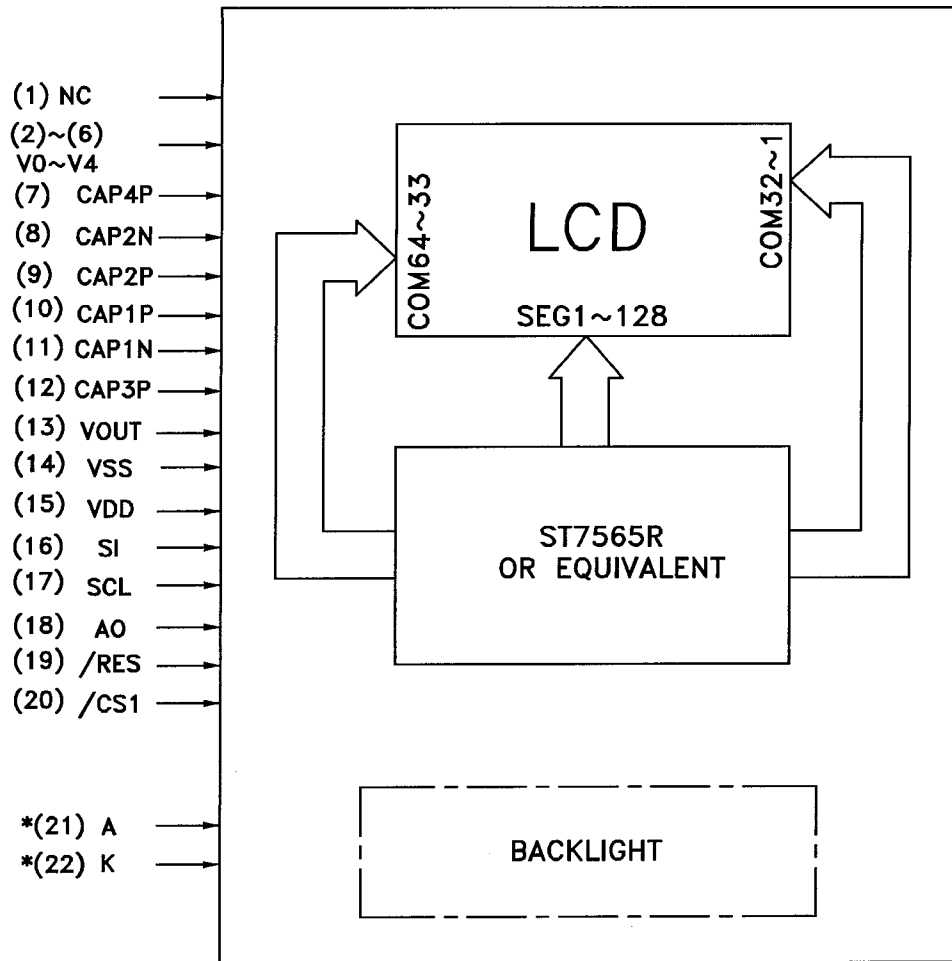 (1) NC
(2)~(6)
V0~V4
(7) CAP4P
(8) CAP2N
(9) CAP2P
(10) CAP1P
(11) CAP1N
(12) CAP3P
(13) VOUT
(14) VSS
(15) VDD
(16) SI
(17) SCL
(18) A0
(19) /RES
(20) /CS1
*(21) A
*(22) K
COM64~33
LCD
COM32~1
SEG1~128
ST7565R
OR EQUIVALENT
BACKLIGHT